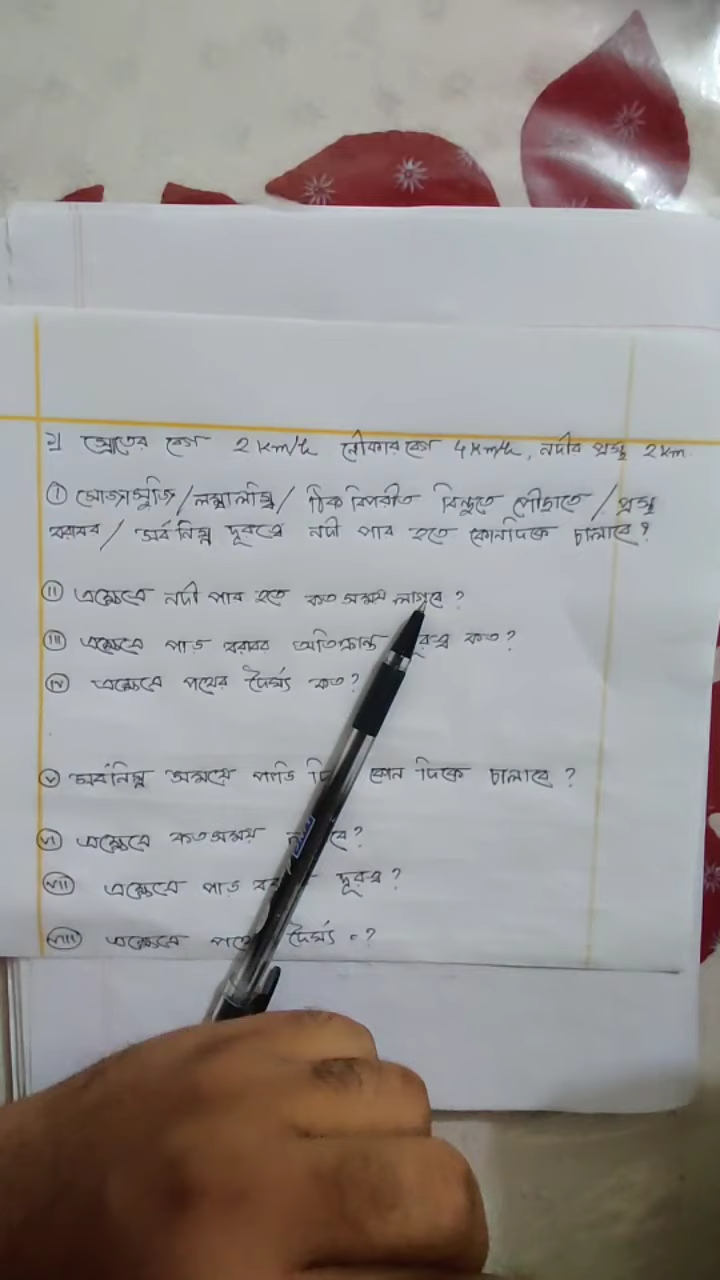 ১) স্রোতের বেগ 2 km/h নৌকার বেগ 4 km/h, নদীর প্রস্থ 2 km.
i সোজাসুজি / লম্বালম্বি / ঠিক বিপরীত বিন্দুতে পৌঁছাতে / প্রস্থ
বরাবর / সর্বনিম্ন দূরত্বে নদী পার হতে কোনদিকে চালাবে?
ii এক্ষেত্রে নদী পার হতে কত সময় লাগবে?
iii এক্ষেত্রে পাড় বরাবর অতিক্রান্ত কত?
iv এক্ষেত্রে পথের দৈর্ঘ্য কত?
v সর্বনিম্ন সময়ে পাড়ি কোন দিকে চালাবে?
vi এক্ষেত্রে কত সময়
vii এক্ষেত্রে পাড় দূরত্ব?
viii এক্ষেত্রে দৈর্ঘ্য = ?